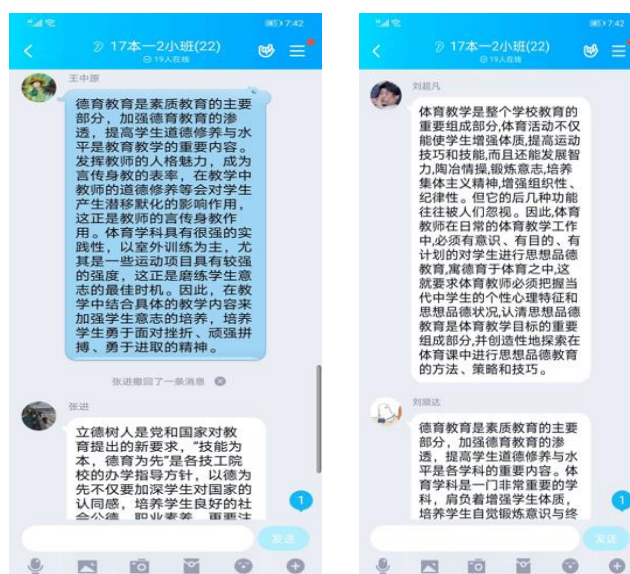 7:42
17本一2小班(22)
19人在线
王中原
德育教育是素质教育的主要
部分，加强德育教育的渗
透，提高学生道德修养与水
平是教育教学的重要内容。
发挥教师的人格魅力，成为
言传身教的表率，在教学中
教师的道德修养等会对学生
产生潜移默化的影响作用，
这正是教师的言传身教作
用。体育学科具有很强的实
践性，以室外训练为主，尤
其是一些运动项目具有较强
的强度，这正是磨练学生意
志的最佳时机。因此，在教
学中结合具体的教学内容来
加强学生意志的培养，培养
学生勇于面对挫折、顽强拼
搏、勇于进取的精神。
张进撤回了一条消息
张进
立德树人是党和国家对教
育提出的新要求，“技能为
本，德育为先”是各技工院
校的办学指导方针，以德为
先不仅要加深学生对国家的
认同感，培养学生良好的社
会公德、职业素养，更要注
1
发送
7:42
17本一2小班(22)
19人在线
刘超凡
体育教学是整个学校教育的
重要组成部分,体育活动不仅
能使学生增强体质,提高运动
技巧和技能,而且还能发展智
力,陶冶情操,锻炼意志,培养
集体主义精神,增强组织性、
纪律性。但它的后几种功能
往往被人们忽视。因此,体育
教师在日常的体育教学工作
中,必须有意识、有目的、有
计划的对学生进行思想品德
教育,寓德育于体育之中,这
就要求体育教师必须把握当
代中学生的个性心理特征和
思想品德状况,认清思想品德
教育是体育教学目标的重要
组成部分,并创造性地探索在
体育课中进行思想品德教育
的方法、策略和技巧。
刘顺达
德育教育是素质教育的主要
部分，加强德育教育的渗
透，提高学生道德修养与水
平是各学科的重要内容。体
育学科是一门非常重要的学
科，肩负着增强学生体质，
培养学生自觉锻炼意识与终
1
发送